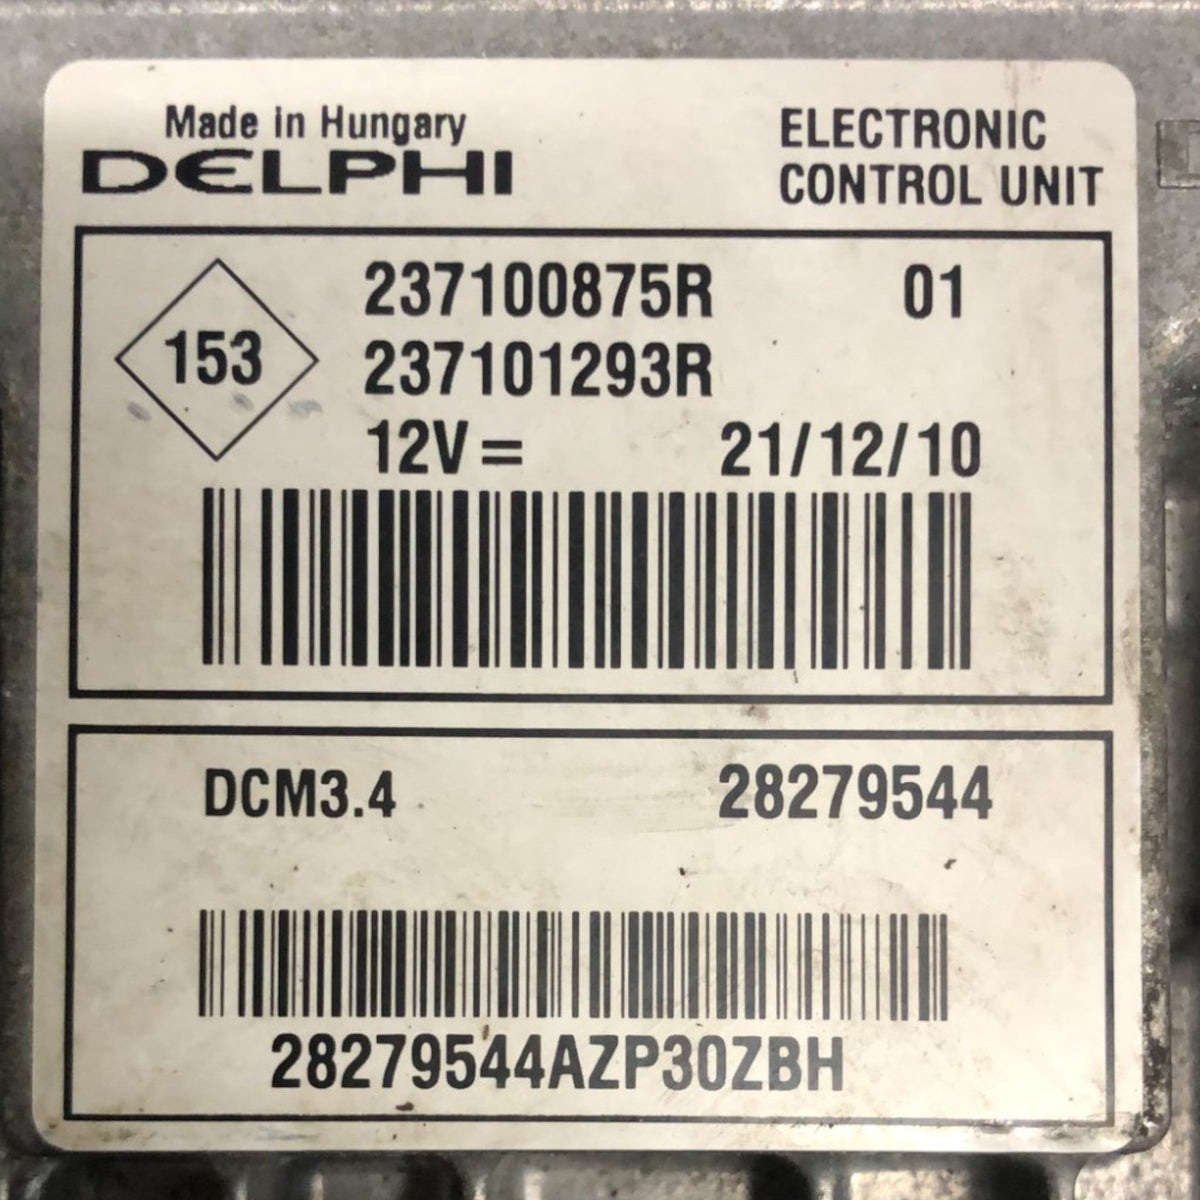 Made in Hungary
DELPHI
ELECTRONIC
CONTROL UNIT
153
237100875R 01
237101293R
12V= 21/12/10
DCM3.4 28279544
28279544AZP30ZBH